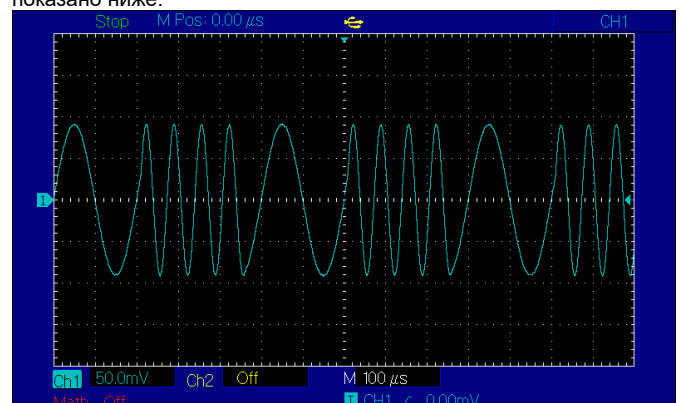 показано ниже.
Stop M Pos: 0.00 μs CH1
1
Ch1 50.0mV Ch2 Off M 100 μs
Math Off T CH1 0.00mV